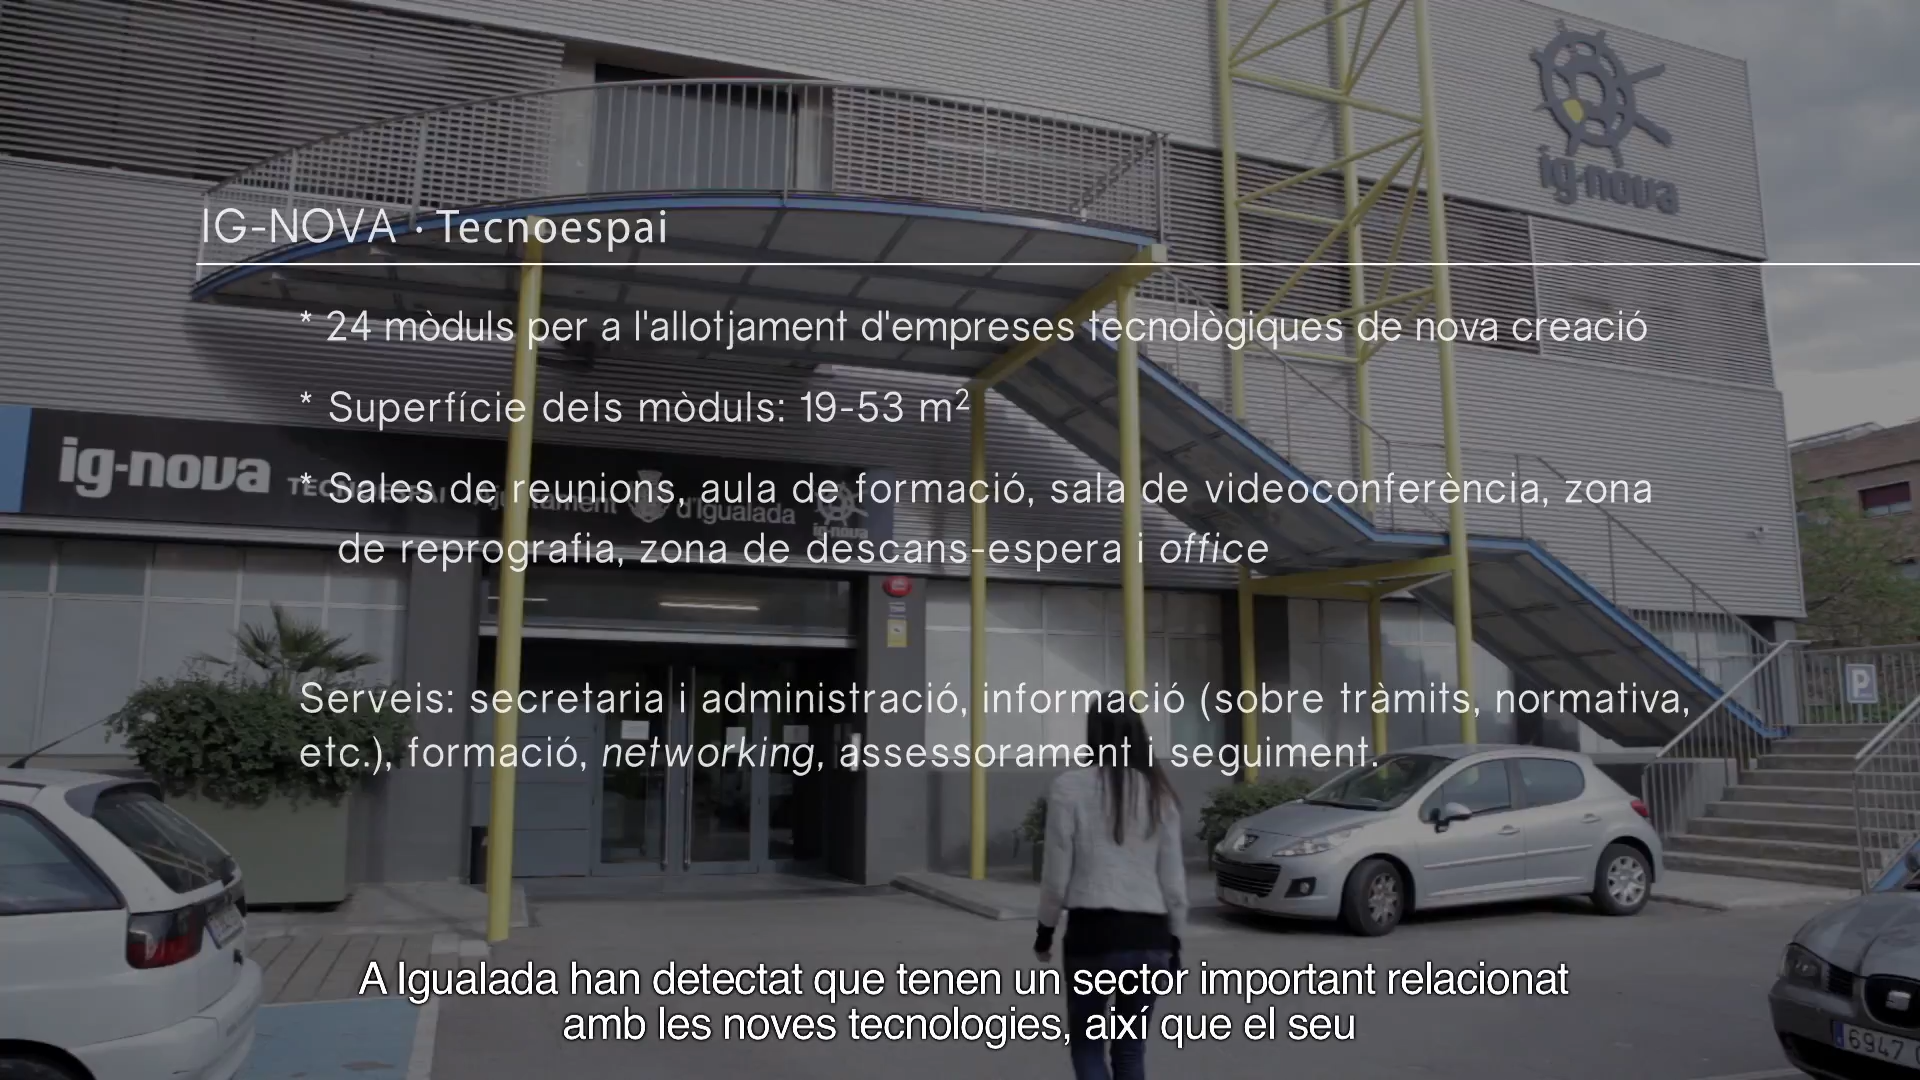 ig-nova
IG-NOVA · Tecnoespai
* 24 mòduls per a l'allotjament d'empreses tecnològiques de nova creació
* Superfície dels mòduls: 19-53 m²
ig-nova
Ajuntament d'Igualada
* Sales de reunions, aula de formació, sala de videoconferència, zona
de reprografia, zona de descans-espera i office
P
Serveis: secretaria i administració, informació (sobre tràmits, normativa,
etc.), formació, networking, assessorament i seguiment.
A Igualada han detectat que tenen un sector important relacionat
amb les noves tecnologies, així que el seu
6947